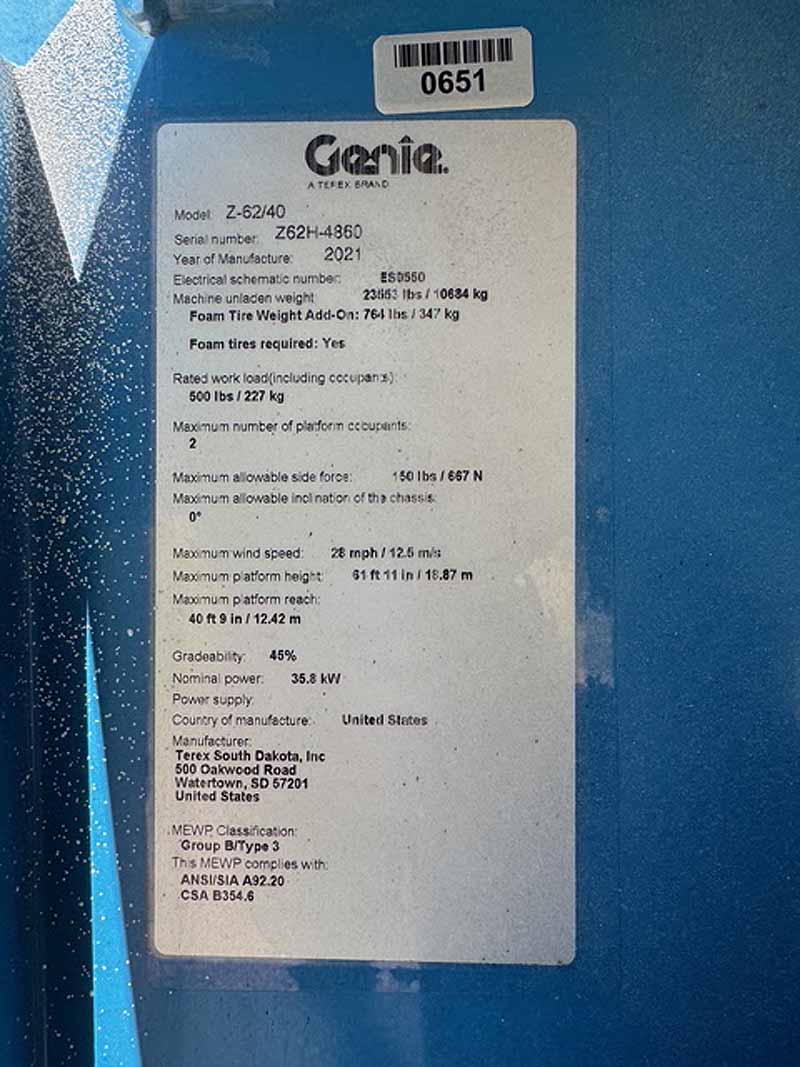 0651
Genie.
A TEREX BRAND
Model: Z-62/40
Serial number: Z62H-4860
Year of Manufacture: 2021
Electrical schematic number: ES0550
Machine unladen weight 23553 lbs / 10684 kg
Foam Tire Weight Add-On: 764 lbs / 347 kg
Foam tires required: Yes
Rated work load(including occupants):
500 lbs / 227 kg
Maximum number of platform occupants:
2
Maximum allowable side force: 150 lbs / 667 N
Maximum allowable inclination of the chassis:
0°
Maximum wind speed: 28 mph / 12.5 m/s
Maximum platform height: 61 ft 11 in / 18.87 m
Maximum platform reach:
40 ft 9 in / 12.42 m
Gradeability: 45%
Nominal power: 35.8 kW
Power supply:
Country of manufacture: United States
Manufacturer:
Terex South Dakota, Inc
500 Oakwood Road
Watertown, SD 57201
United States
MEWP Classification:
Group B/Type 3
This MEWP complies with:
ANSI/SIA A92.20
CSA B354.6